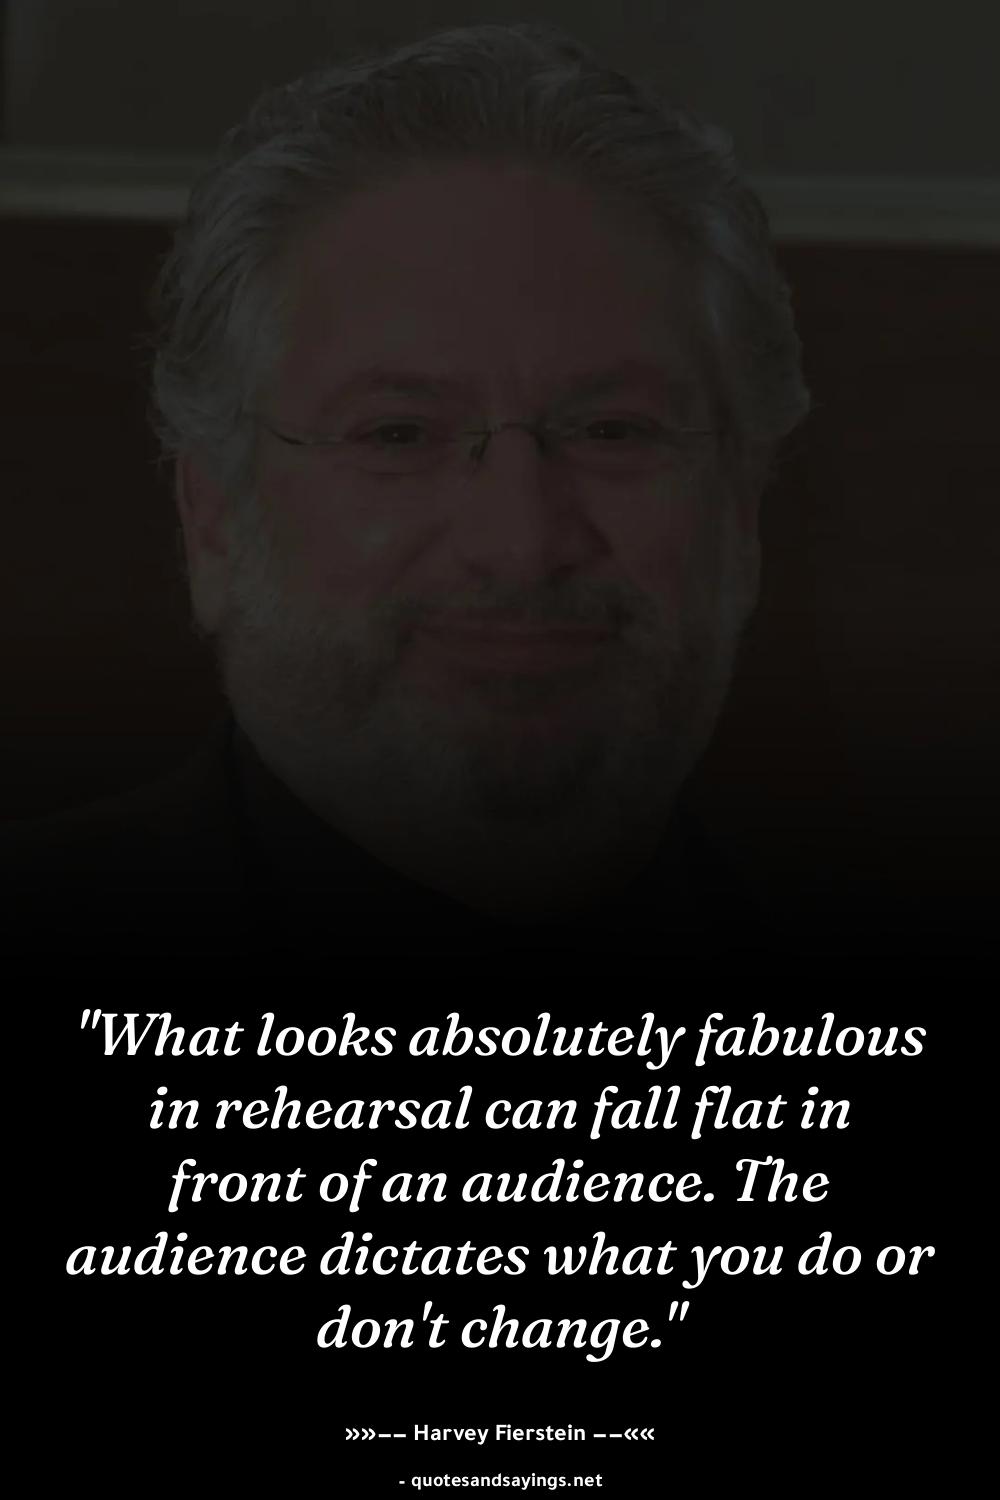 "What looks absolutely fabulous
in rehearsal can fall flat in
front of an audience. The
audience dictates what you do or
don't change."
»»–– Harvey Fierstein ––««
- quotesandsayings.net